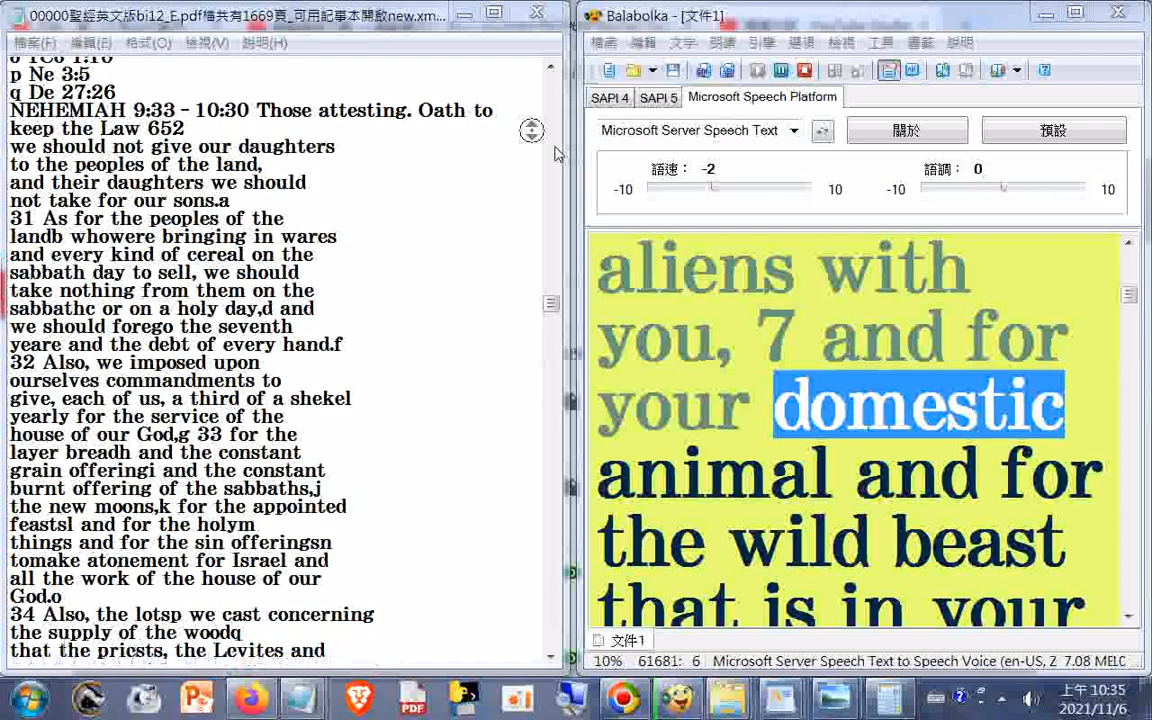 00000聖經英文版bi12_E.pdf檔共有1669頁_可用記事本開啟new.xm...
檔案(F) 編輯(E) 格式(O) 檢視(V) 說明(H)
p Ne 3:5
q De 27:26
NEHEMIAH 9:33 - 10:30 Those attesting. Oath to
keep the Law 652
we should not give our daughters
to the peoples of the land,
and their daughters we should
not take for our sons.a
31 As for the peoples of the
landb whowere bringing in wares
and every kind of cereal on the
sabbath day to sell, we should
take nothing from them on the
sabbathc or on a holy day,d and
we should forego the seventh
yeare and the debt of every hand.f
32 Also, we imposed upon
ourselves commandments to
give, each of us, a third of a shekel
yearly for the service of the
house of our God,g 33 for the
layer breadh and the constant
grain offeringi and the constant
burnt offering of the sabbaths,j
the new moons,k for the appointed
feastsl and for the holym
things and for the sin offeringsn
tomake atonement for Israel and
all the work of the house of our
God.o
34 Also, the lotsp we cast concerning
the supply of the woodq
that the priests, the Levites and
Balabolka - [文件1]
檔案 編輯 文字 朗讀 引擎 選項 檢視 工具 書籤 說明
SAPI 4 SAPI 5 Microsoft Speech Platform
Microsoft Server Speech Text 關於 預設
語速： -2 語調： 0
-10 10 -10 10
aliens with
you, 7 and for
your domestic
animal and for
the wild beast
that is in your
文件1
10% 61681: 6 Microsoft Server Speech Text to Speech Voice (en-US, Z 7.08 MELC
PDF
上午 10:35
2021/11/6